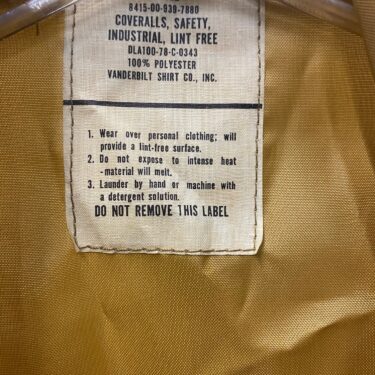 8415-00-939-7880
COVERALLS, SAFETY,
INDUSTRIAL, LINT FREE
DLA100-78-C-0343
100% POLYESTER
VANDERBILT SHIRT CO., INC.
1. Wear over personal clothing; will
provide a lint-free surface.
2. Do not expose to intense heat
-material will melt.
3. Launder by hand or machine with
a detergent solution.
DO NOT REMOVE THIS LABEL